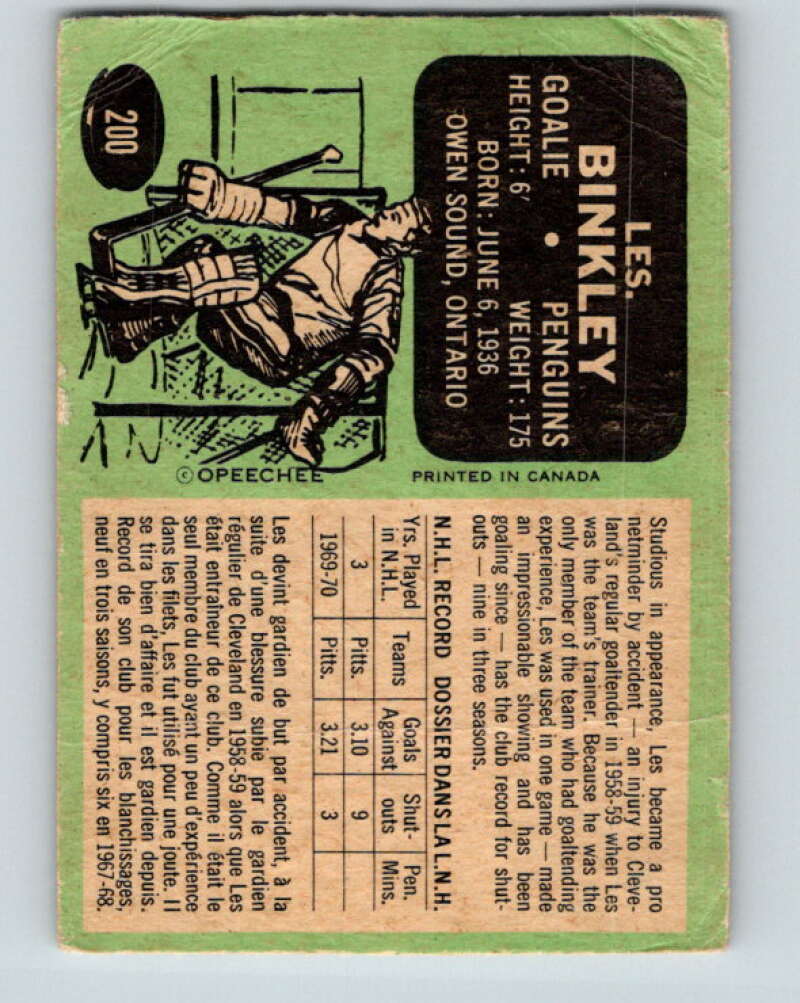 200
LES.
BINKLEY
GOALIE • PENGUINS
HEIGHT: 6' WEIGHT: 175
BORN: JUNE 6, 1936
OWEN SOUND, ONTARIO
© OPEECHEE
PRINTED IN CANADA
Studious in appearance, Les became a pro
netminder by accident — an injury to Cleve-
land's regular goaltender in 1958-59 when Les
was the team's trainer. Because he was the
only member of the team who had goaltending
experience, Les was used in one game — made
an impressionable showing and has been
goaling since — has the club record for shut-
outs — nine in three seasons.
N.H.L. RECORD DOSSIER DANS LA L.N.H.
Yrs. Played Teams Goals Shut- Pen.
in N.H.L. Against outs Mins.
3 Pitts. 3.10 9
1969-70 Pitts. 3.21 3
Les devint gardien de but par accident, à la
suite d'une blessure subie par le gardien
régulier de Cleveland en 1958-59 alors que Les
était entraîneur de ce club. Comme il était le
seul membre du club ayant un peu d'expérience
dans les filets, Les fut utilisé pour une joute. Il
se tira bien d'affaire et il est gardien depuis.
Record de son club pour les blanchissages,
neuf en trois saisons, y compris six en 1967-68.